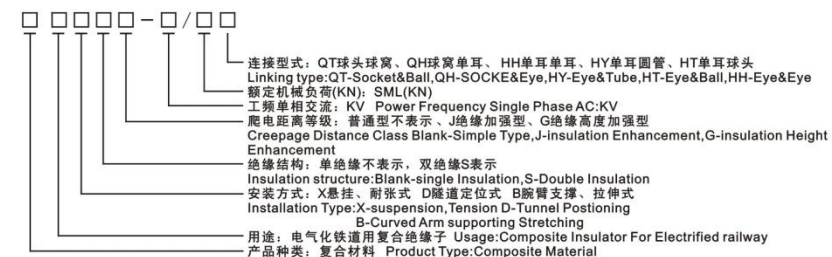 □ □□□□-□/□□
连接型式：QT球头球窝、QH球窝单耳、HH单耳单耳、HY单耳圆管、HT单耳球头
Linking type:QT-Socket&Ball,QH-SOCKE&Eye,HY-Eye&Tube,HT-Eye&Ball,HH-Eye&Eye
额定机械负荷(KN)：SML(KN)
工频单相交流：KV Power Frequency Single Phase AC:KV
爬电距离等级：普通型不表示、J绝缘加强型、G绝缘高度加强型
Creepage Distance Class Blank-Simple Type,J-insulation Enhancement,G-insulation Height
Enhancement
绝缘结构：单绝缘不表示，双绝缘S表示
Insulation structure:Blank-single Insulation,S-Double Insulation
安装方式：X悬挂、耐张式 D隧道定位式 B腕臂支撑、拉伸式
Installation Type:X-suspension,Tension D-Tunnel Postioning
B-Curved Arm supporting Stretching
用途：电气化铁道用复合绝缘子 Usage:Composite Insulator For Electrified railway
产品种类：复合材料 Product Type:Composite Material